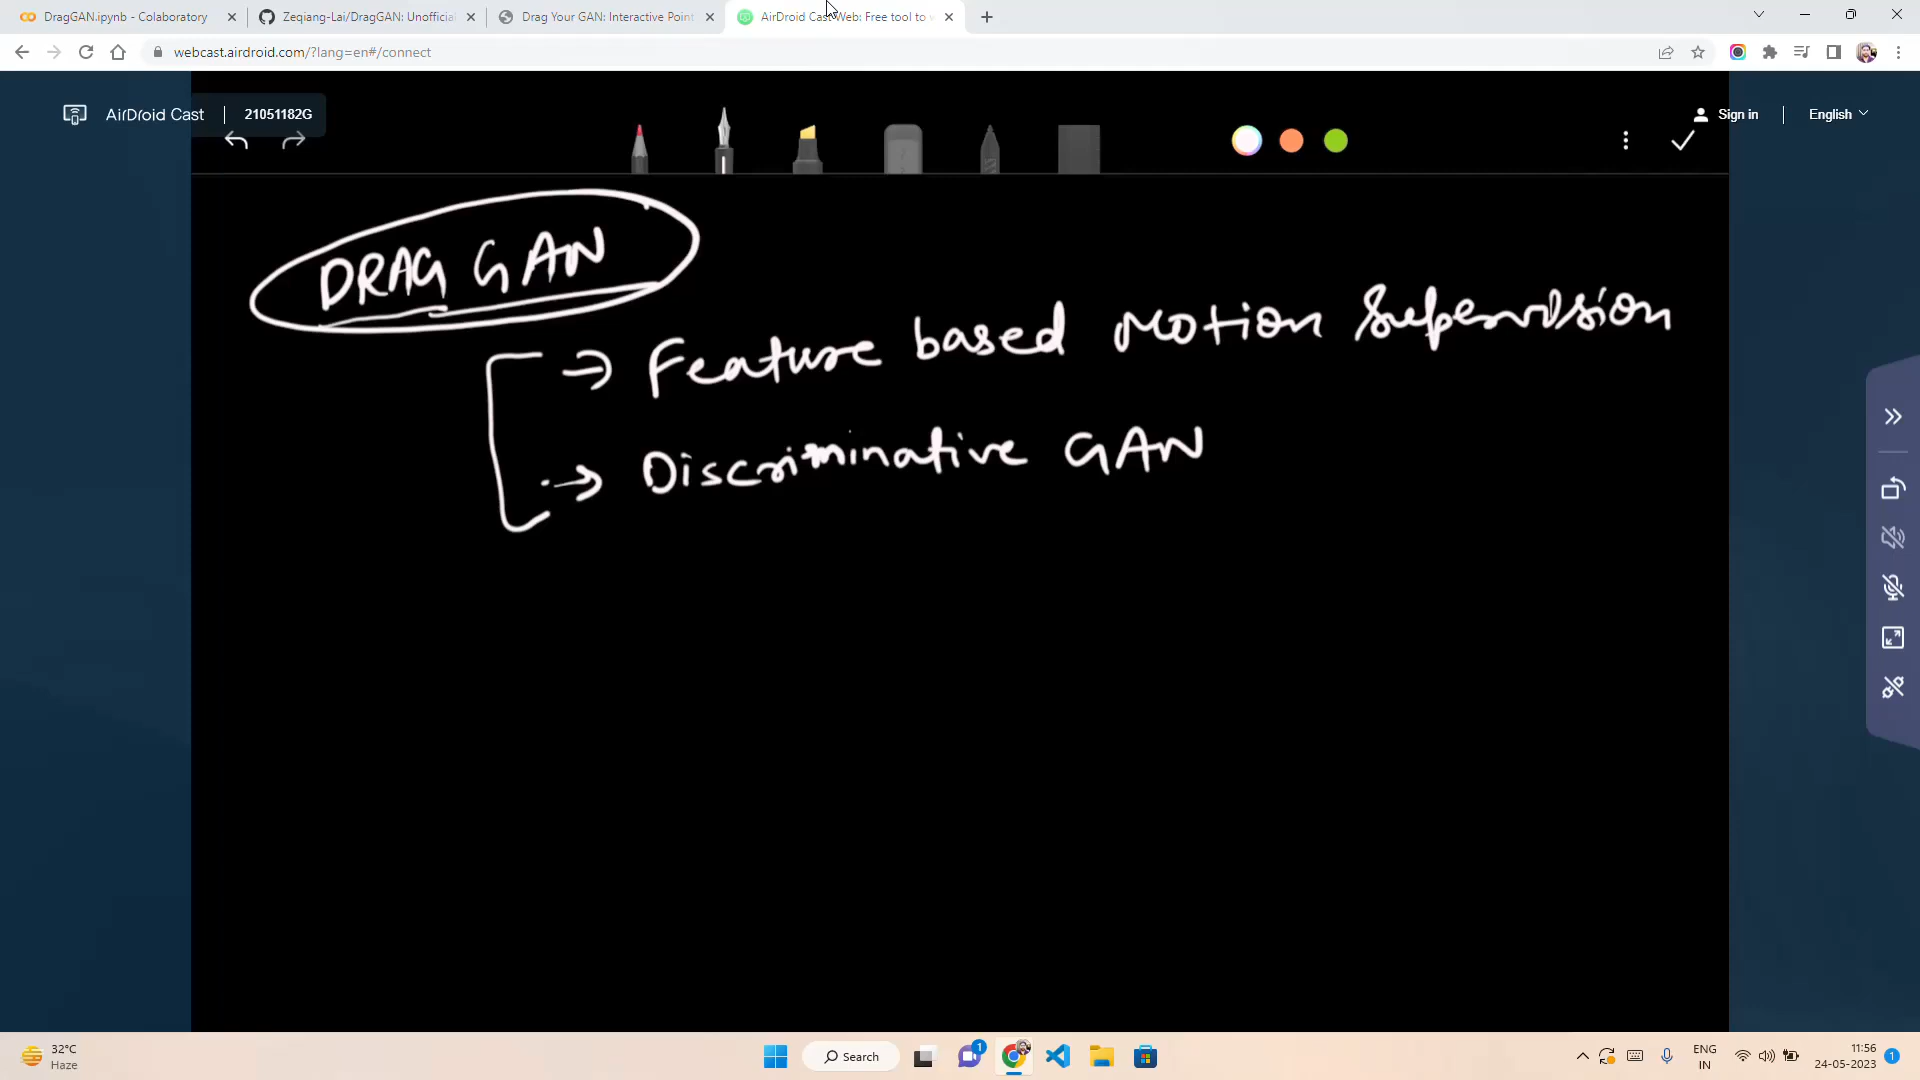 DragGAN.ipynb - Colaboratory
Zeqiang-Lai/DragGAN: Unofficia
Drag Your GAN: Interactive Point
AirDroid Cast Web: Free tool to
webcast.airdroid.com/?lang=en#/connect
AirDroid Cast
21051182G
Sign in
English
DRAG GAN
→ Feature based Motion Supervision
→ Discriminative GAN
32°C
Haze
Search
1
ENG
IN
11:56
24-05-2023
1